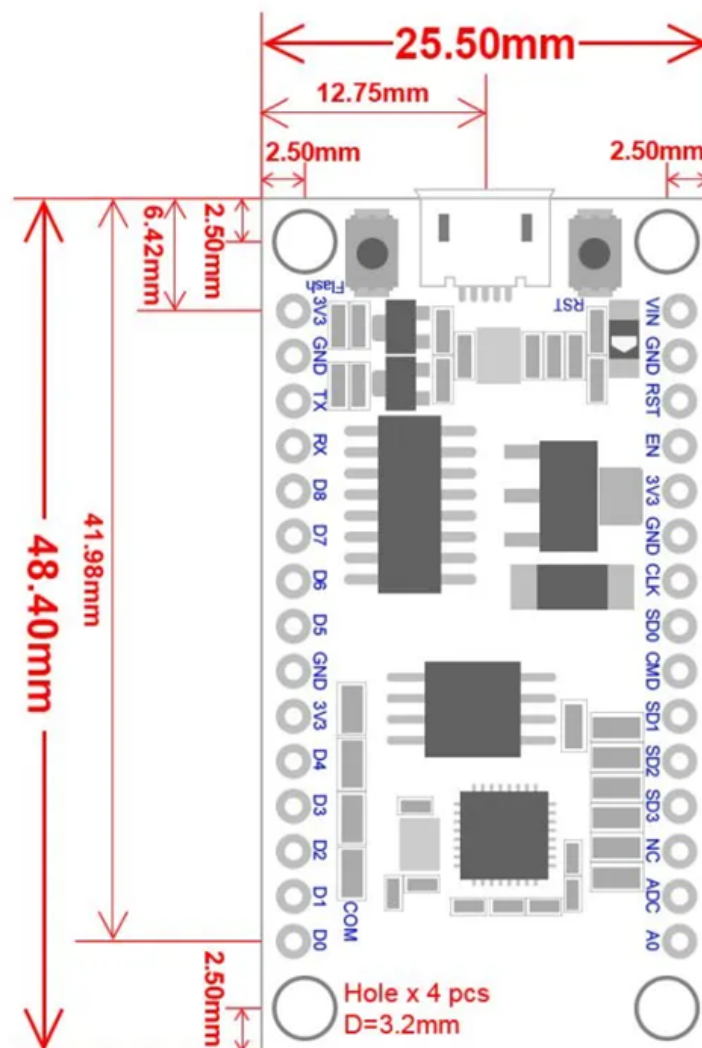 25.50mm
12.75mm
2.50mm
2.50mm
2.50mm
6.42mm
48.40mm
41.98mm
2.50mm
Flash
RST
3V3
GND
TX
RX
D8
D7
D6
D5
GND
3V3
D4
D3
D2
D1
D0
COM
VIN
GND
RST
EN
3V3
GND
CLK
SD0
CMD
SD1
SD2
SD3
NC
ADC
A0
Hole x 4 pcs
D=3.2mm